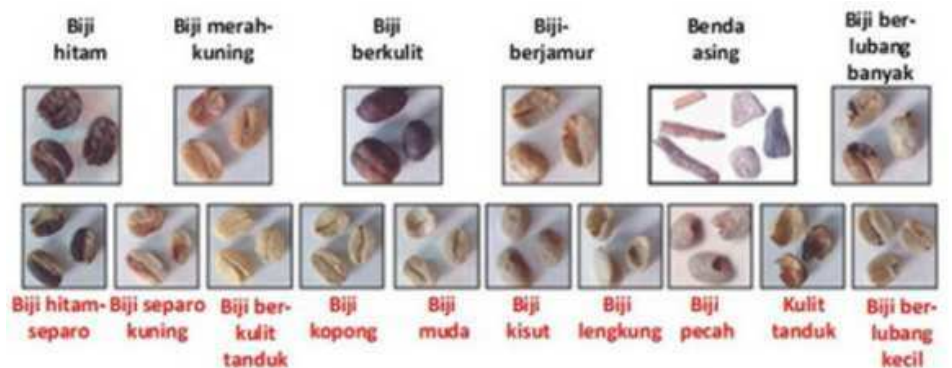 Biji
hitam
Biji merah-
kuning
Biji
berkulit
Biji-
berjamur
Benda
asing
Biji ber-
lubang
banyak
Biji hitam-
separo
Biji separo
kuning
Biji ber-
kulit
tanduk
Biji
kopong
Biji
muda
Biji
kisut
Biji
lengkung
Biji
pecah
Kulit
tanduk
Biji ber-
lubang
kecil